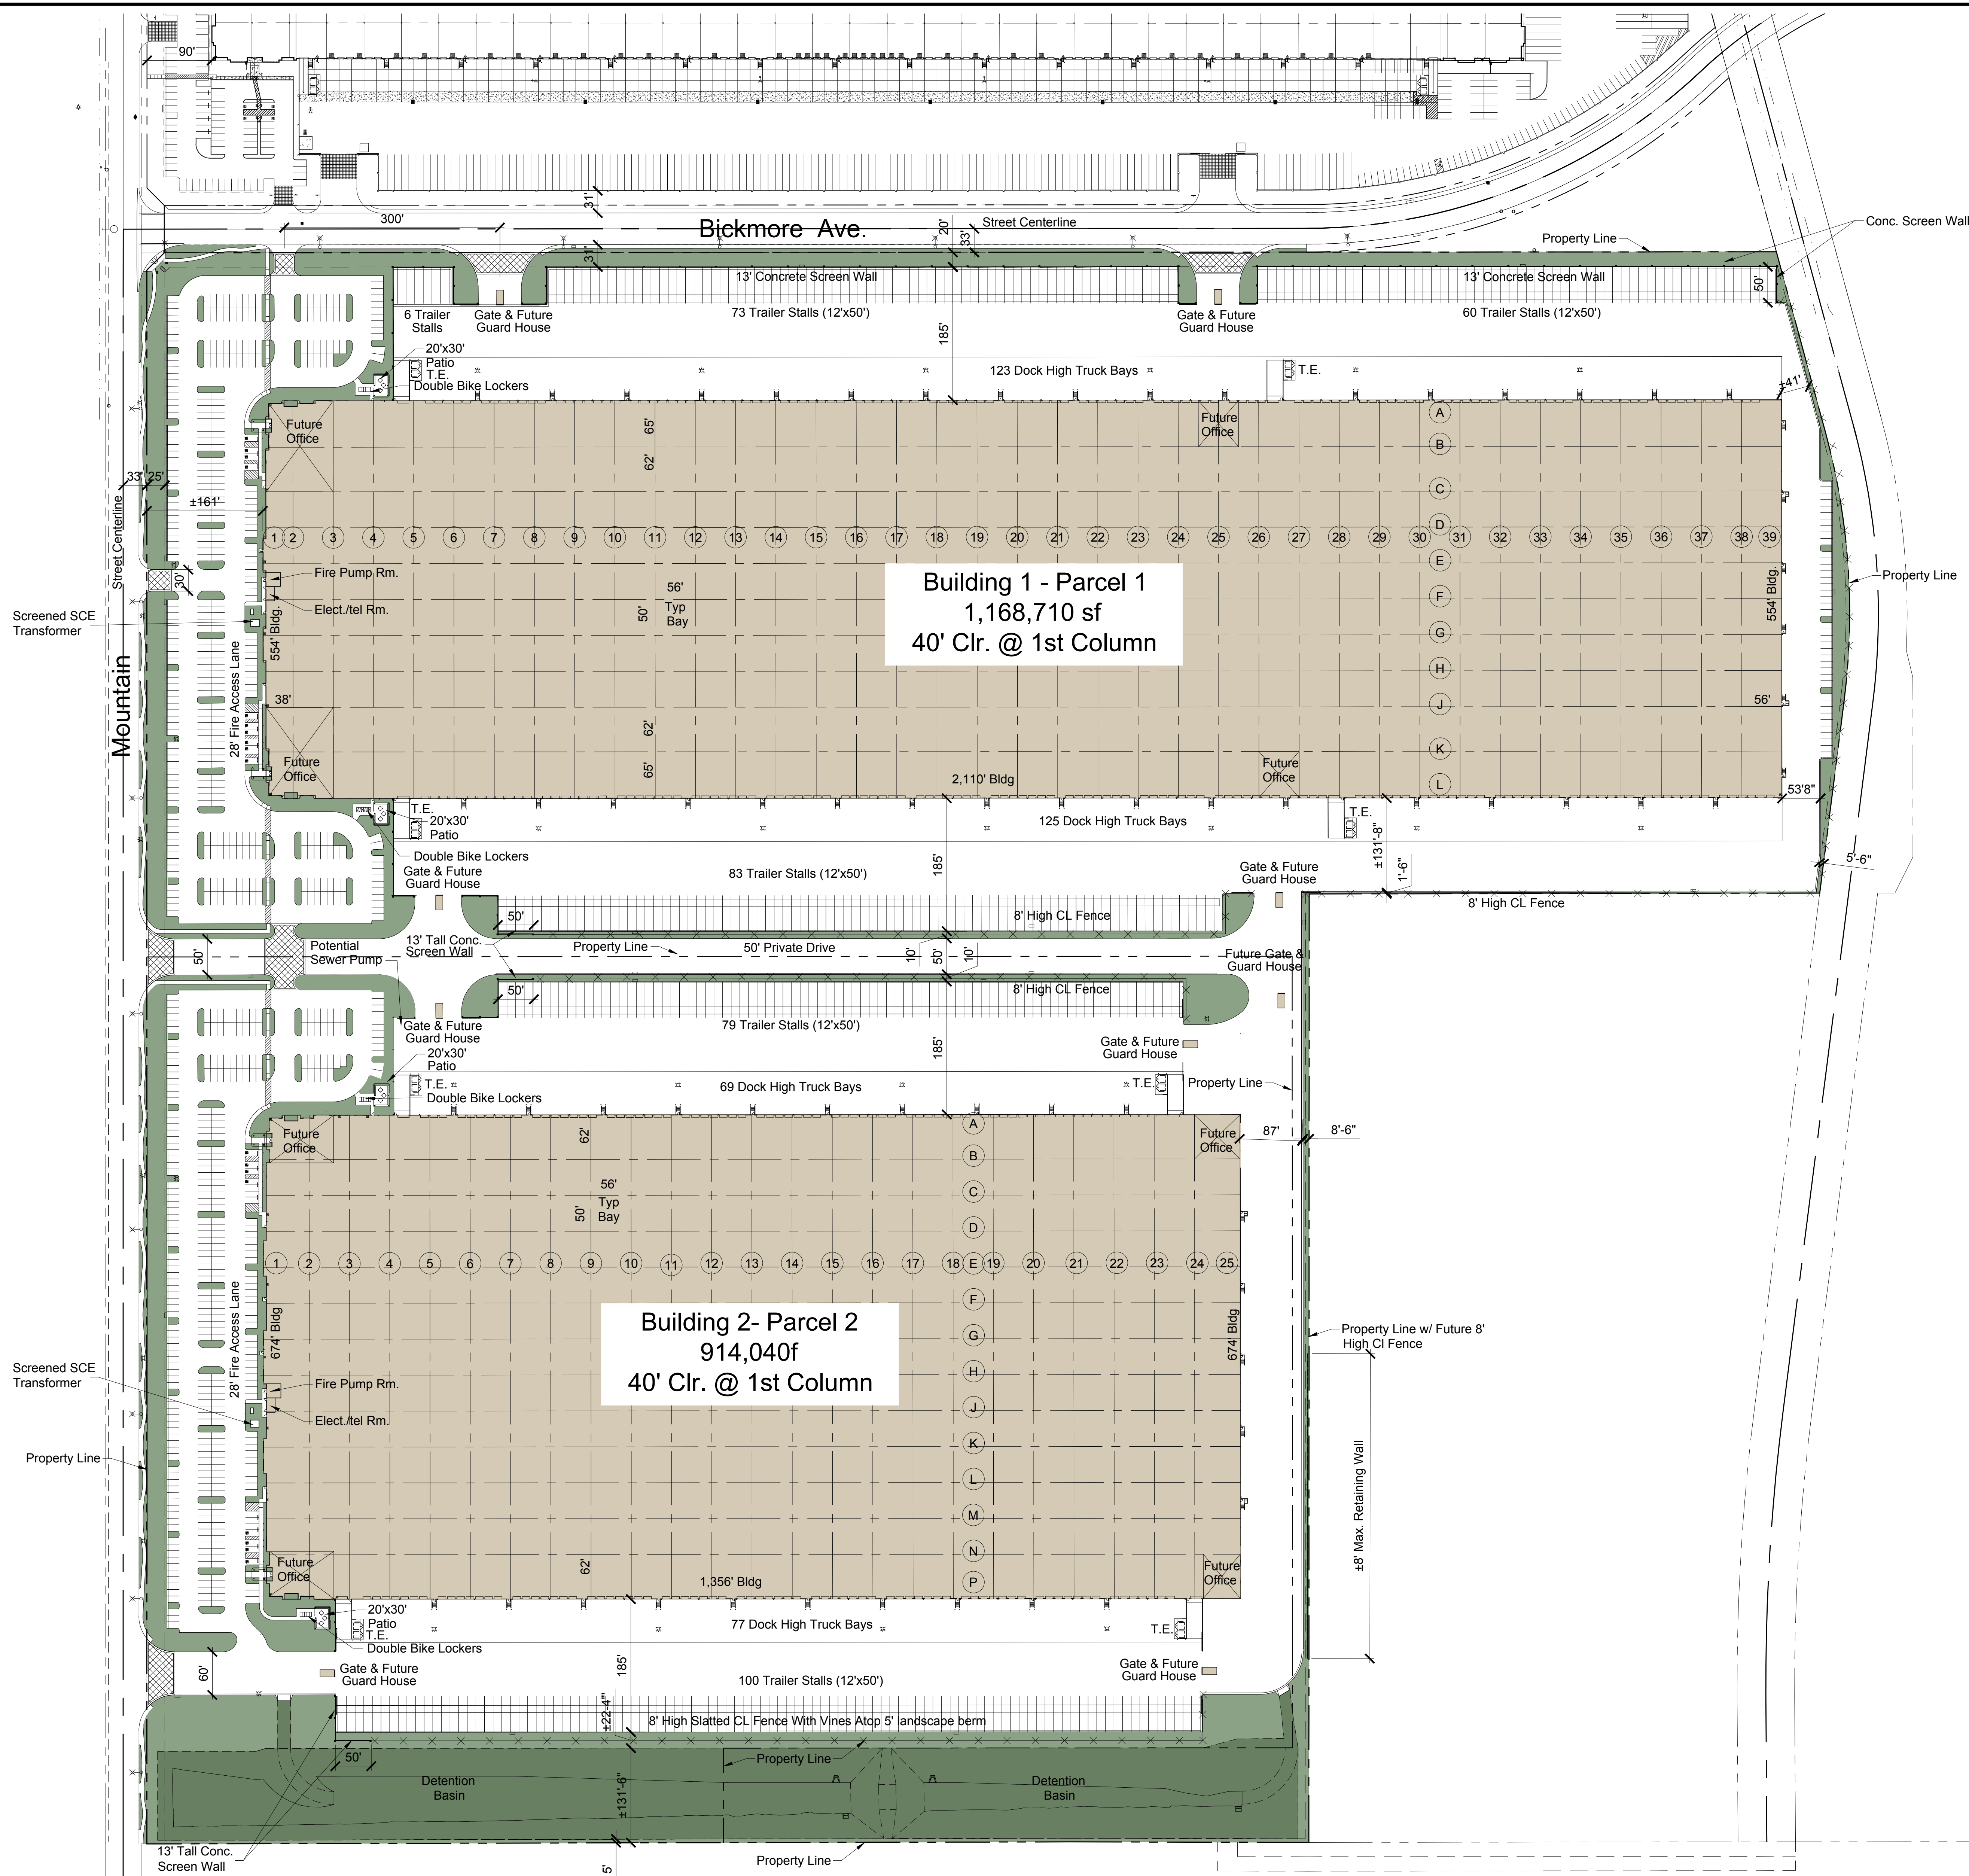 90'
31'
300'
Bickmore Ave.
20'
33'
Street Centerline
Conc. Screen Wall
Property Line
31'
13' Concrete Screen Wall
13' Concrete Screen Wall
50'
6 Trailer
Stalls
Gate & Future
Guard House
73 Trailer Stalls (12'x50')
Gate & Future
Guard House
60 Trailer Stalls (12'x50')
185'
20'x30'
Patio
T.E.
Double Bike Lockers
123 Dock High Truck Bays
T.E.
±41'
Future
Office
65'
Future
Office
A
B
62'
33'
25'
±161'
C
D
Street Centerline
1 2 3 4 5 6 7 8 9 10 11 12 13 14 15 16 17 18 19 20 21 22 23 24 25 26 27 28 29 30 31 32 33 34 35 36 37 38 39
E
30'
Fire Pump Rm.
Property Line
Screened SCE
Transformer
Elect./tel Rm.
56'
50'
Typ
Bay
Building 1 - Parcel 1
1,168,710 sf
40' Clr. @ 1st Column
F
G
H
J
554' Bldg.
554' Bldg.
Mountain
28' Fire Access Lane
38'
56'
62'
K
Future
Office
65'
2,110' Bldg
Future
Office
L
53'8"
T.E.
20'x30'
Patio
125 Dock High Truck Bays
T.E.
Double Bike Lockers
Gate & Future
Guard House
83 Trailer Stalls (12'x50')
185'
Gate & Future
Guard House
±131'-8"
1'-6"
5'-6"
8' High CL Fence
50'
8' High CL Fence
50'
Potential
Sewer Pump
13' Tall Conc.
Screen Wall
Property Line
50' Private Drive
10'
50'
10'
Future Gate &
Guard House
50'
8' High CL Fence
Gate & Future
Guard House
79 Trailer Stalls (12'x50')
185'
Gate & Future
Guard House
20'x30'
Patio
T.E.
Double Bike Lockers
69 Dock High Truck Bays
T.E.
Property Line
Future
Office
62'
A
Future
Office
87'
8'-6"
B
56'
50'
Typ
Bay
C
D
1 2 3 4 5 6 7 8 9 10 11 12 13 14 15 16 17 18 E 19 20 21 22 23 24 25
F
674' Bldg
674' Bldg
28' Fire Access Lane
Building 2- Parcel 2
914,040f
40' Clr. @ 1st Column
G
H
J
Property Line w/ Future 8'
High Cl Fence
Screened SCE
Transformer
Fire Pump Rm.
Elect./tel Rm.
K
Property Line
L
M
±8' Max. Retaining Wall
N
Future
Office
62'
1,356' Bldg
P
Future
Office
20'x30'
Patio
T.E.
Double Bike Lockers
77 Dock High Truck Bays
T.E.
60'
Gate & Future
Guard House
185'
100 Trailer Stalls (12'x50')
Gate & Future
Guard House
±22-4"'
8' High Slatted CL Fence With Vines Atop 5' landscape berm
50'
Property Line
Detention
Basin
±131'-6"
Detention
Basin
13' Tall Conc.
Screen Wall
5'
Property Line